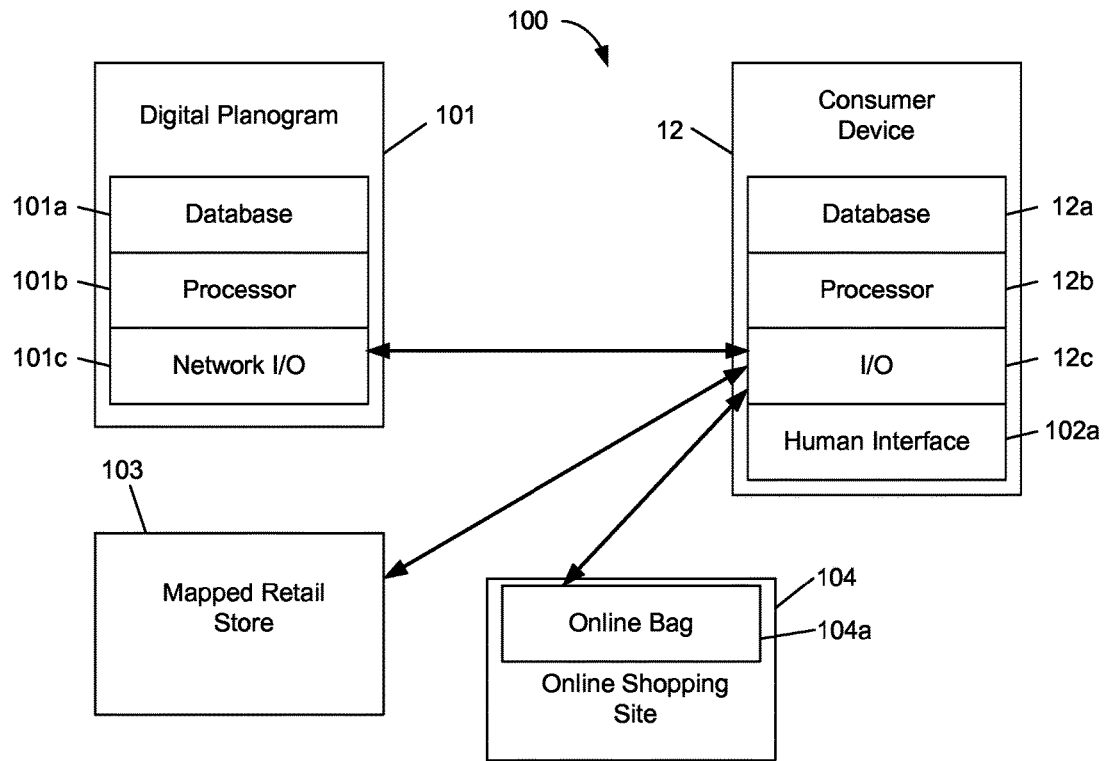 100
Digital Planogram
101
12
Consumer
Device
101a
Database
Database
12a
101b
Processor
Processor
12b
101c
Network I/O
I/O
12c
Human Interface
102a
103
Mapped Retail
Store
104
Online Bag
104a
Online Shopping
Site